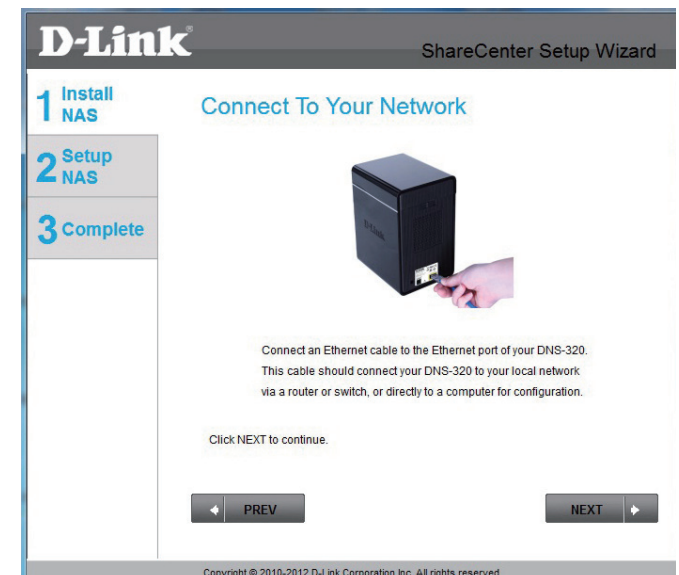 D-Link®
ShareCenter Setup Wizard
1 Install
NAS
2 Setup
NAS
3 Complete
Connect To Your Network
D-Link
Connect an Ethernet cable to the Ethernet port of your DNS-320.
This cable should connect your DNS-320 to your local network
via a router or switch, or directly to a computer for configuration.
Click NEXT to continue.
PREV
NEXT
Copyright © 2010-2012 D-Link Corporation Inc. All rights reserved.